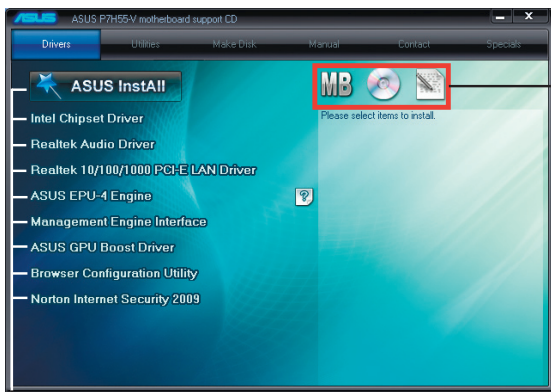 ASUS ASUS P7H55-V motherboard support CD
Drivers Utilities Make Disk Manual Contact Specials
ASUS InstAll
MB
Please select items to install.
Intel Chipset Driver
Realtek Audio Driver
Realtek 10/100/1000 PCI-E LAN Driver
ASUS EPU-4 Engine
?
Management Engine Interface
ASUS GPU Boost Driver
Browser Configuration Utility
Norton Internet Security 2009